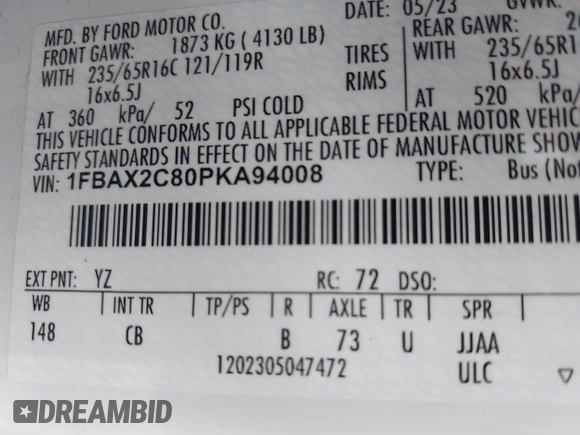 MFD. BY FORD MOTOR CO.
DATE: 05/23 GVWR:
FRONT GAWR: 1873 KG ( 4130 LB)
REAR GAWR:
WITH 235/65R16C 121/119R TIRES WITH 235/65R1
16x6.5J RIMS 16x6.5J
AT 360 kPa/ 52 PSI COLD AT 520 kPa/
THIS VEHICLE CONFORMS TO ALL APPLICABLE FEDERAL MOTOR VEHIC
SAFETY STANDARDS IN EFFECT ON THE DATE OF MANUFACTURE SHOW
VIN: 1FBAX2C80PKA94008 TYPE: Bus (No
EXT PNT: YZ RC: 72 DSO:
WB INT TR TP/PS R AXLE TR SPR
148 CB B 73 U JJAA
1202305047472 ULC
DREAMBID